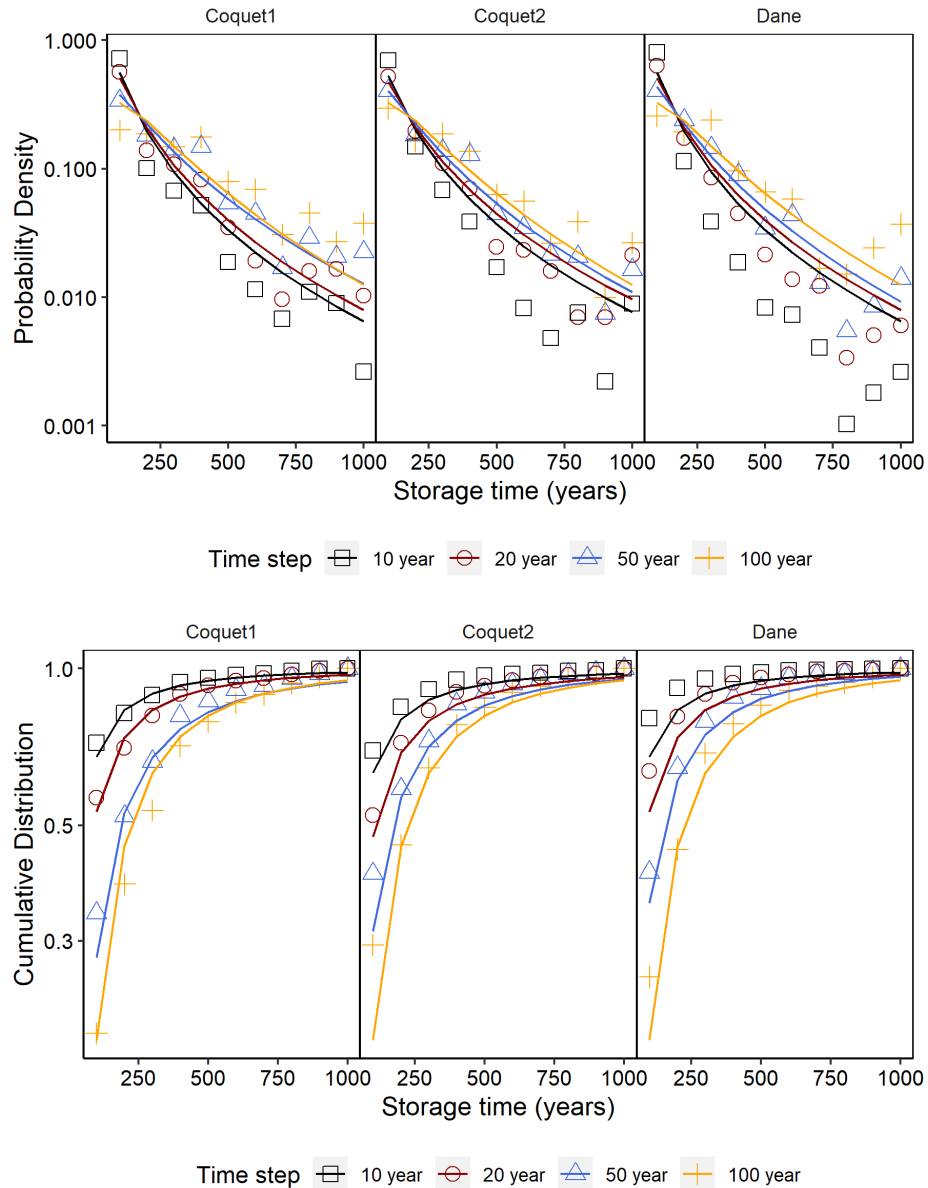 Coquet1 Coquet2 Dane
1.000
0.100
0.010
0.001
Probability Density
250 500 750 1000 250 500 750 1000 250 500 750 1000
Storage time (years)
Time step 10 year 20 year 50 year 100 year
Coquet1 Coquet2 Dane
1.0
0.5
0.3
Cumulative Distribution
250 500 750 1000 250 500 750 1000 250 500 750 1000
Storage time (years)
Time step 10 year 20 year 50 year 100 year